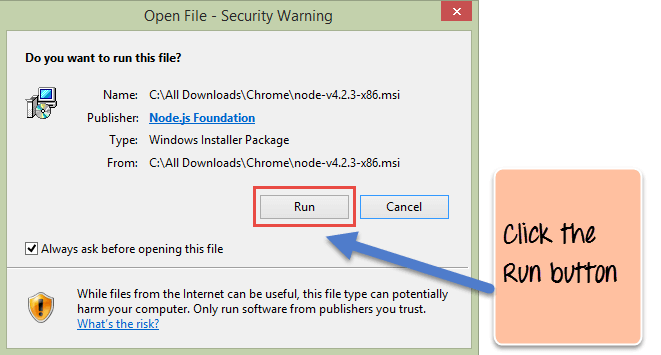 Open File - Security Warning
Do you want to run this file?
Name: C:\All Downloads\Chrome\node-v4.2.3-x86.msi
Publisher: Node.js Foundation
Type: Windows Installer Package
From: C:\All Downloads\Chrome\node-v4.2.3-x86.msi
Run Cancel
Always ask before opening this file
Click the
Run button
While files from the Internet can be useful, this file type can potentially
harm your computer. Only run software from publishers you trust.
What's the risk?